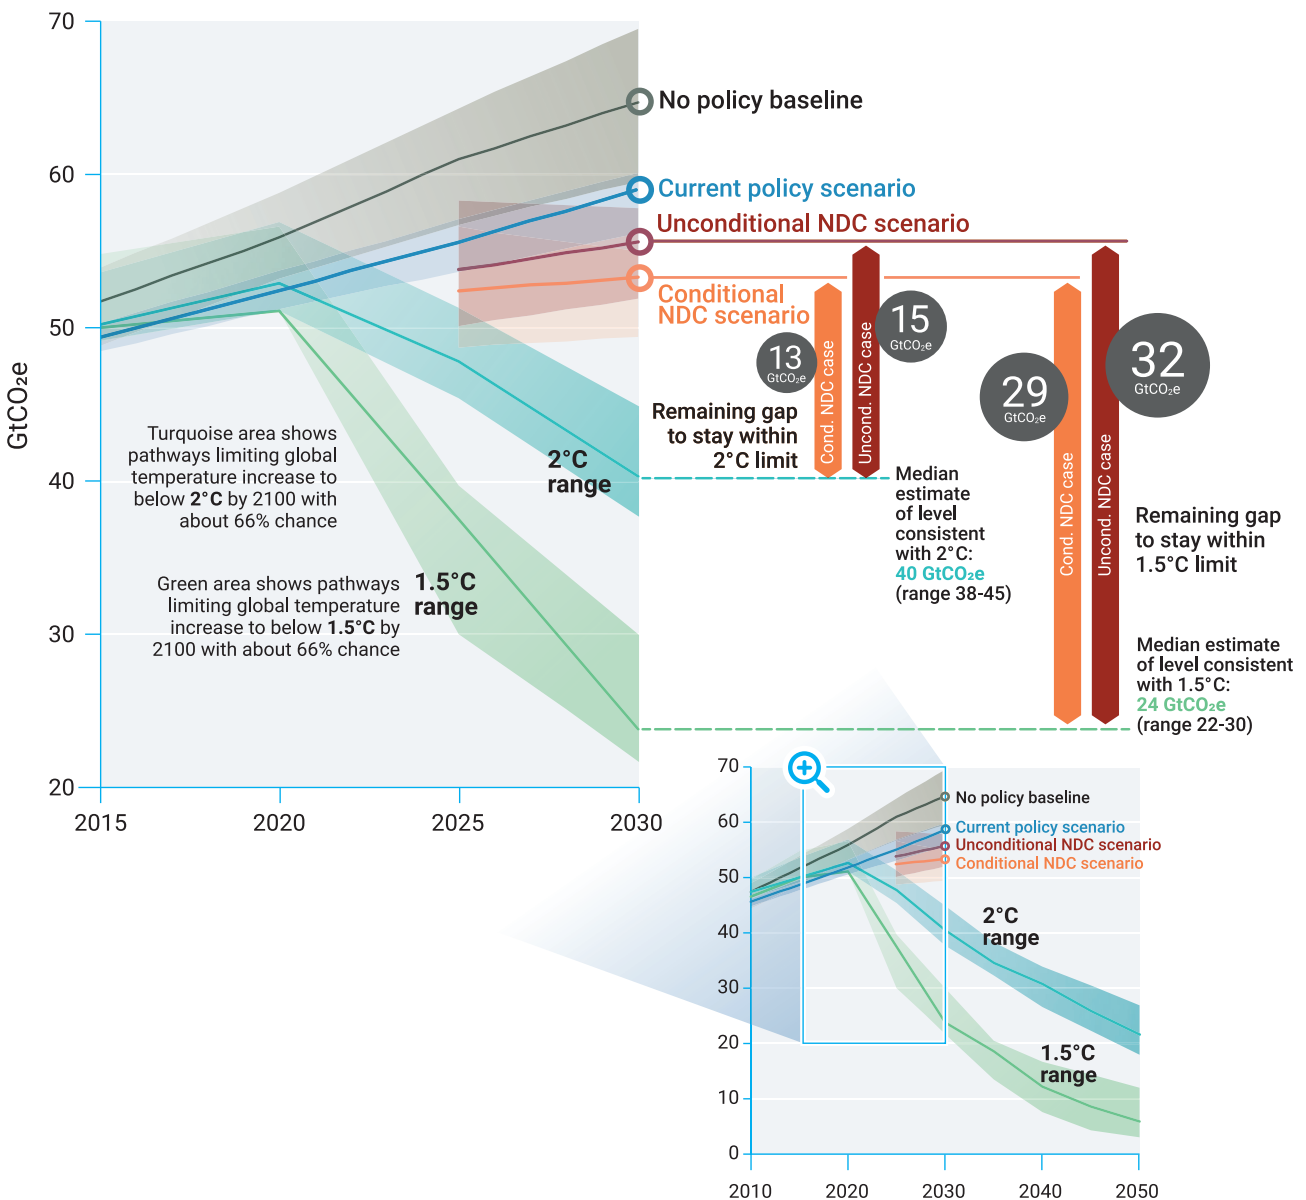 70
60
50
40
30
20
GtCO₂e
2015
2020
2025
2030
No policy baseline
Current policy scenario
Unconditional NDC scenario
Conditional
NDC scenario
Turquoise area shows
pathways limiting global
temperature increase to
below 2°C by 2100 with
about 66% chance
Green area shows pathways
limiting global temperature
increase to below 1.5°C by
2100 with about 66% chance
2°C
range
1.5°C
range
13
GtCO₂e
15
GtCO₂e
29
GtCO₂e
32
GtCO₂e
Cond. NDC case
Uncond. NDC case
Cond. NDC case
Uncond. NDC case
Remaining gap
to stay within
2°C limit
Median
estimate
of level
consistent
with 2°C:
40 GtCO₂e
(range 38-45)
Remaining gap
to stay within
1.5°C limit
Median estimate
of level consistent
with 1.5°C:
24 GtCO₂e
(range 22-30)
70
60
50
40
30
20
10
0
2010
2020
2030
2040
2050
No policy baseline
Current policy scenario
Unconditional NDC scenario
Conditional NDC scenario
2°C
range
1.5°C
range